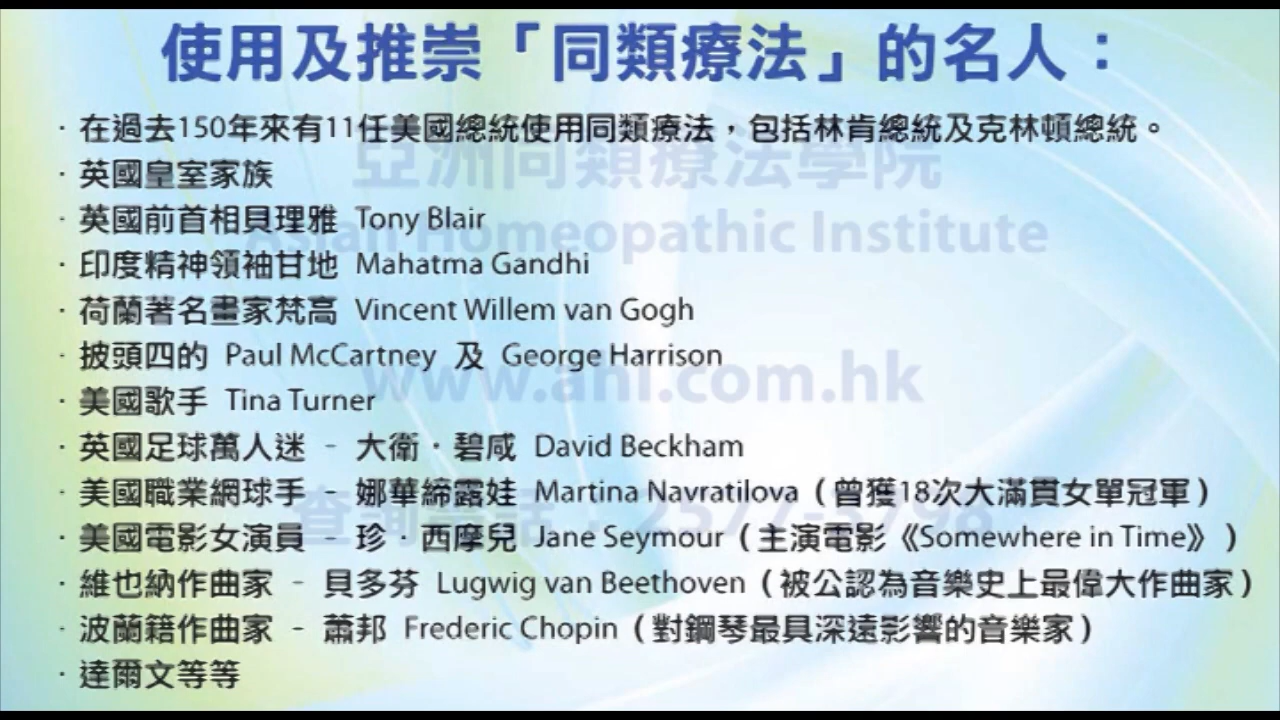 使用及推崇「同類療法」的名人：
· 在過去150年來有11任美國總統使用同類療法，包括林肯總統及克林頓總統。
亞洲同類療法學院
· 英國皇室家族
· 英國前首相貝理雅 Tony Blair
Asian Homeopathic Institute
· 印度精神領袖甘地 Mahatma Gandhi
· 荷蘭著名畫家梵高 Vincent Willem van Gogh
· 披頭四的 Paul McCartney 及 George Harrison
www.ahi.com.hk
· 美國歌手 Tina Turner
· 英國足球萬人迷 - 大衛·碧咸 David Beckham
· 美國職業網球手 - 娜華締露娃 Martina Navratilova（曾獲18次大滿貫女單冠軍）
· 美國電影女演員 - 珍·西摩兒 Jane Seymour（主演電影《Somewhere in Time》）
· 維也納作曲家 - 貝多芬 Lugwig van Beethoven（被公認為音樂史上最偉大作曲家）
· 波蘭籍作曲家 - 蕭邦 Frederic Chopin（對鋼琴最具深遠影響的音樂家）
· 達爾文等等